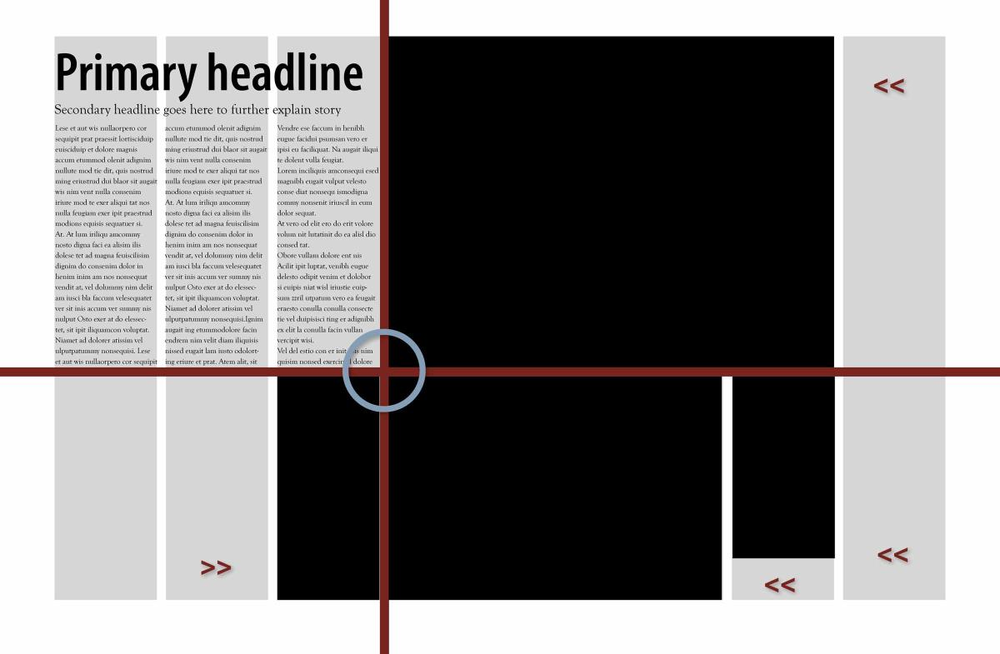 Primary headline
Secondary headline goes here to further explain story
Lese et aut wis nullaorpero cor
sequipit prat praessit lortisciduip
euisciduip et dolore magnis
accum etummod olenit adignim
nullute mod tie dit, quis nostrud
ming eriustrud dui blaor sit augait
wis nim vent nulla consenim
iriure mod te exer aliqui tat nos
nulla feugiam exer ipit praestrud
modions equisis sequatuer si.
At. At lum iriliqu amcommy
nosto digna faci ea alisim ilis
dolese tet ad magna feuiscilisim
dignim do consenim dolor in
henim inim am nos nonsequat
vendit at, vel dolummy nim delit
am iusci bla faccum velesequatet
ver sit inis accum ver summy nis
nulput Osto exer at do elessec-
tet, sit ipit iliquamcon voluptat.
Niamet ad dolorer atissim vel
ulputpatummy nonsequisi. Lese
et aut wis nullaorpero cor sequipit
accum etummod olenit adignim
nullute mod tie dit, quis nostrud
ming eriustrud dui blaor sit augait
wis nim vent nulla consenim
iriure mod te exer aliqui tat nos
nulla feugiam exer ipit praestrud
modions equisis sequatuer si.
At. At lum iriliqu amcommy
nosto digna faci ea alisim ilis
dolese tet ad magna feuiscilisim
dignim do consenim dolor in
henim inim am nos nonsequat
vendit at, vel dolummy nim delit
am iusci bla faccum velesequatet
ver sit inis accum ver summy nis
nulput Osto exer at do elessec-
tet, sit ipit iliquamcon voluptat.
Niamet ad dolorer atissim vel
ulputpatummy nonsequisi.Ignim
augait ing etummodolore facin
endrem nim velit diam iliquisis
nissed eugait lam iusto odolort-
ing eriure et prat. Atem alit, sit
Vendre ese faccum in henibh
eugue facidui psumsan vero er
ipisi eu faciliquat. Na augait iliqui
te dolent vulla feugiat.
Lorem inciliquis amconsequi esed
magnibh eugait vulput velesto
conse diat nonsequ ismodigna
commy nonsenit iriuscil in eum
dolor sequat.
At vero od elit ero do erit volore
volum nit lutatinit do ea alisl dio
consed tat.
Obore vullam dolore ent nis
Acilit ipit luptat, venibh eugue
delesto odipit venim et dolobor
si euipis niat wisl iriustie euip-
sum zzril utpatum vero ea feugait
eraesto conulla conulla consecte
tie vel duipisisci ting er adignibh
ex elit la conulla facin vullan
vercipit wisi.
Vel del estio con er init nim
quisim nonsed dolore
<<
>>
<<
<<